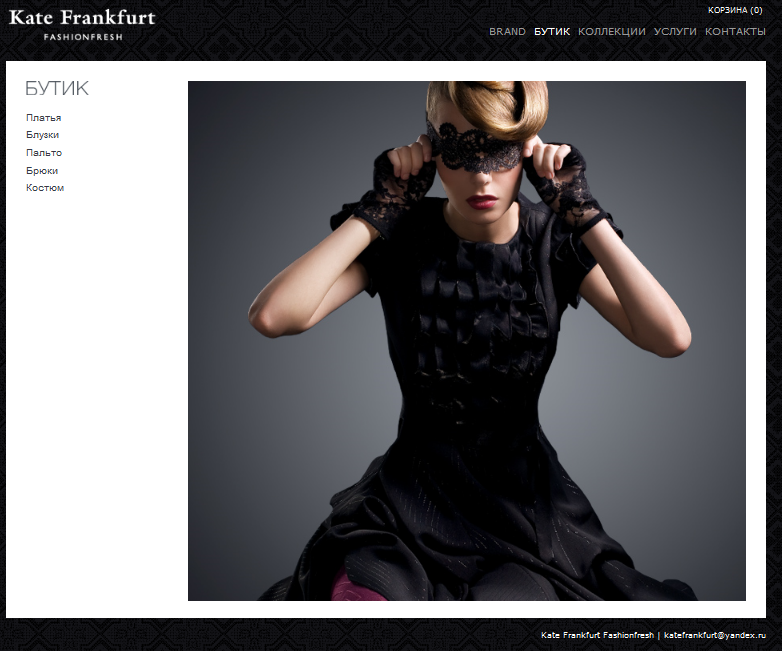 Kate Frankfurt
FASHIONFRESH
КОРЗИНА (0)
BRAND БУТИК КОЛЛЕКЦИИ УСЛУГИ КОНТАКТЫ
БУТИК
Платья
Блузки
Пальто
Брюки
Костюм
Kate Frankfurt Fashionfresh | katefrankfurt@yandex.ru